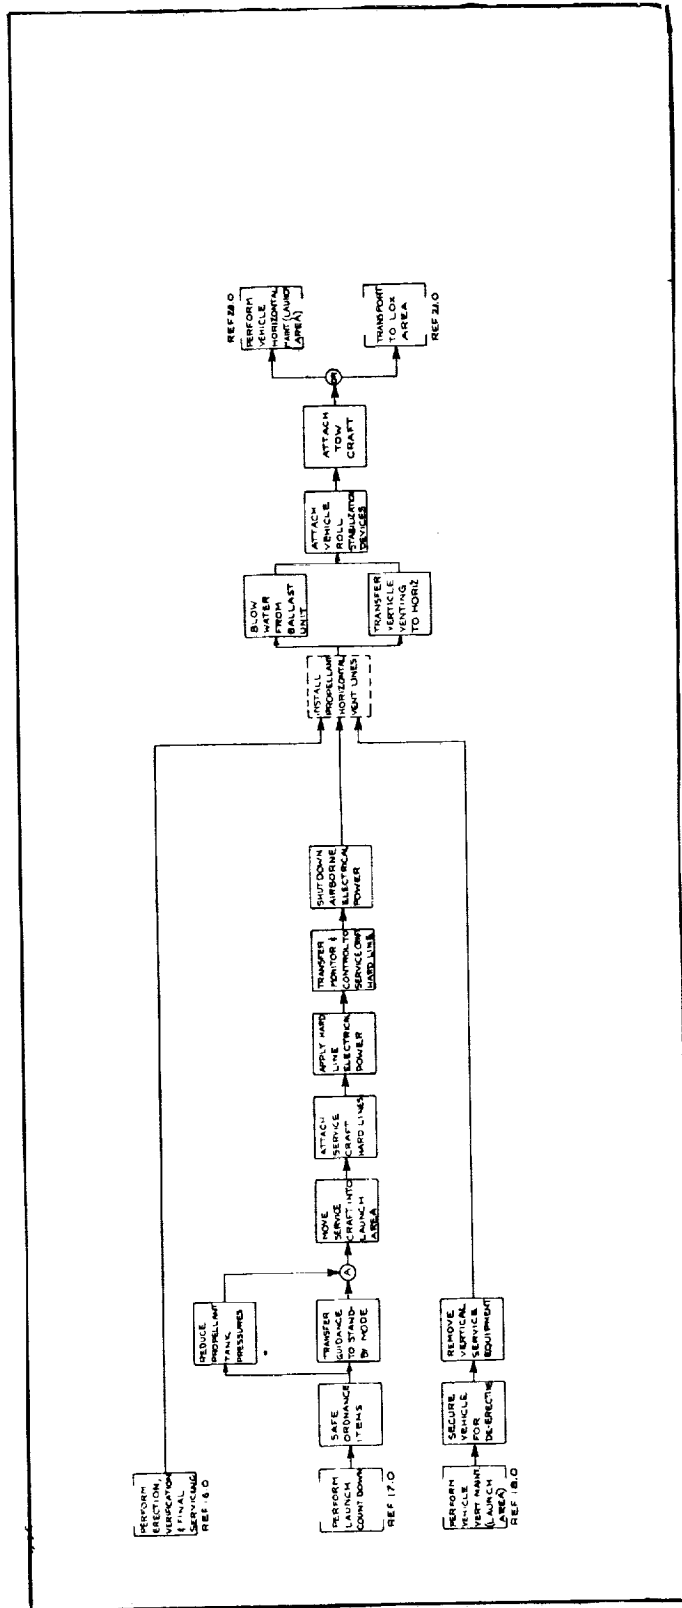 PERFORM
ERECTION,
VERIFICATION
& FINAL
SERVICING
REF 16.0
PERFORM
LAUNCH
COUNT DOWN
REF 17.0
PERFORM
VEHICLE
VERT MAINT.
(LAUNCH
AREA)
REF 18.0
SAFE
ORDNANCE
ITEMS
SECURE
VEHICLE
FOR
DE-ERECTING
REDUCE
PROPELLANT
TANK
PRESSURES
TRANSFER
GUIDANCE
TO STAND-
BY MODE
REMOVE
VERTICAL
SERVICE
EQUIPMENT
A
MOVE
SERVICE
CRAFT INTO
LAUNCH
AREA
ATTACH
SERVICE
CRAFT
HARD LINES
APPLY HARD
LINE
ELECTRICAL
POWER
TRANSFER
MONITOR &
CONTROL TO
SERVICE CRAFT
HARD LINE
SHUTDOWN
AIRBORNE
ELECTRICAL
POWER
INSTALL
PROPELLANT
HORIZONTAL
VENT LINES
BLOW
WATER
FROM
BALLAST
UNIT
TRANSFER
VERTICLE
VENTING
TO HORIZ
ATTACH
VEHICLE
ROLL
STABILIZATION
DEVICES
ATTACH
TOW
CRAFT
OR
REF 28.0
PERFORM
VEHICLE
HORIZONTAL
MAINT. (LAUNCH
AREA)
TRANSPORT
TO LOX
AREA
REF 21.0